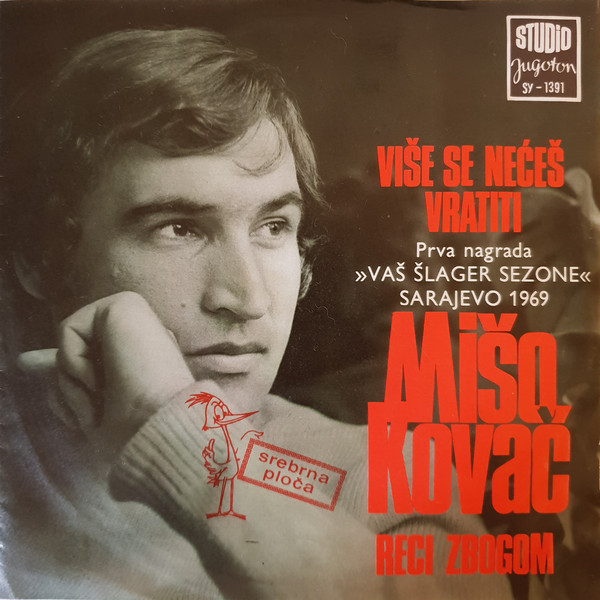 STUDIO
Jugoton
SY - 1391
VIŠE SE NEĆEŠ
VRATITI
Prva nagrada
»VAŠ ŠLAGER SEZONE«
SARAJEVO 1969
Mišo
Kovač
srebrna
ploča
RECI ZBOGOM